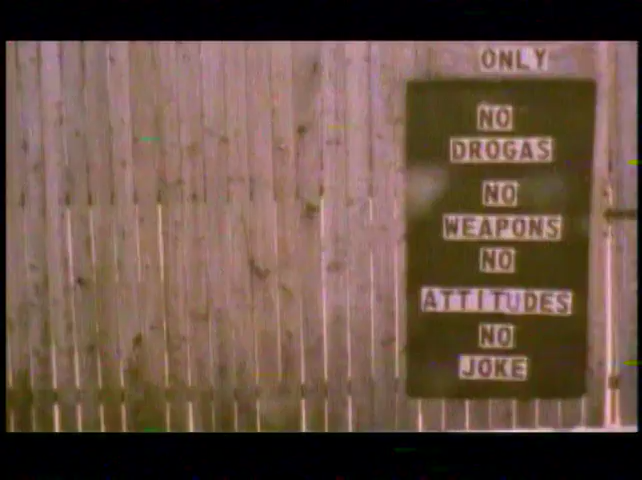 ONLY
NO
DROGAS
NO
WEAPONS
NO
ATTITUDES
NO
JOKE